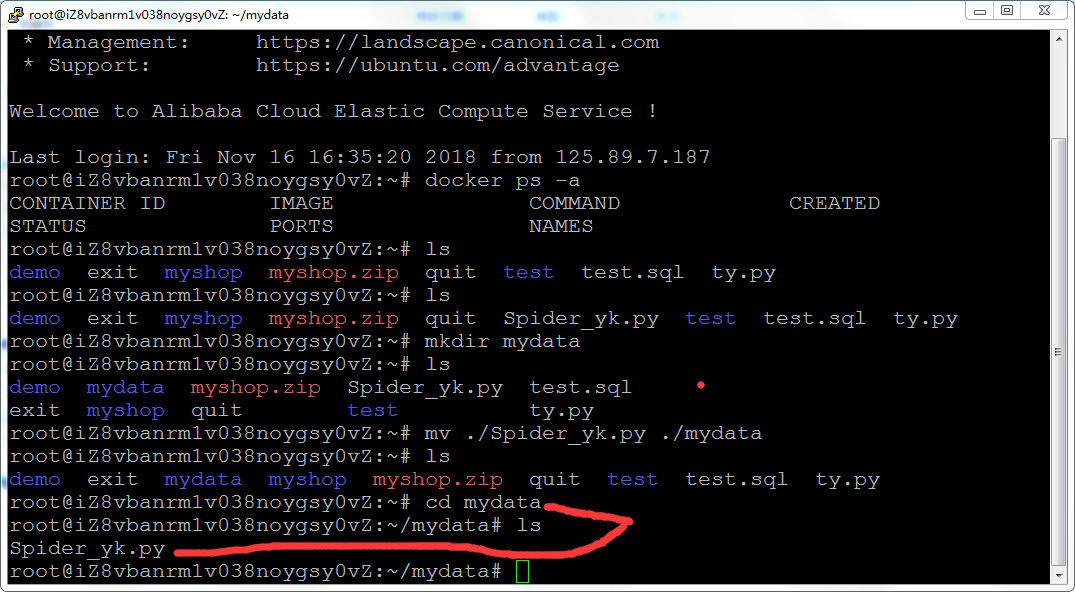 root@iZ8vbanrm1v038noygsy0vZ: ~/mydata
* Management:     https://landscape.canonical.com
* Support:        https://ubuntu.com/advantage
Welcome to Alibaba Cloud Elastic Compute Service !
Last login: Fri Nov 16 16:35:20 2018 from 125.89.7.187
root@iZ8vbanrm1v038noygsy0vZ:~# docker ps -a
CONTAINER ID        IMAGE               COMMAND             CREATED
STATUS              PORTS               NAMES
root@iZ8vbanrm1v038noygsy0vZ:~# ls
demo  exit  myshop  myshop.zip  quit  test  test.sql  ty.py
root@iZ8vbanrm1v038noygsy0vZ:~# ls
demo  exit  myshop  myshop.zip  quit  Spider_yk.py  test  test.sql  ty.py
root@iZ8vbanrm1v038noygsy0vZ:~# mkdir mydata
root@iZ8vbanrm1v038noygsy0vZ:~# ls
demo  mydata  myshop.zip  Spider_yk.py  test.sql
exit  myshop  quit        test          ty.py
root@iZ8vbanrm1v038noygsy0vZ:~# mv ./Spider_yk.py ./mydata
root@iZ8vbanrm1v038noygsy0vZ:~# ls
demo  exit  mydata  myshop  myshop.zip  quit  test  test.sql  ty.py
root@iZ8vbanrm1v038noygsy0vZ:~# cd mydata
root@iZ8vbanrm1v038noygsy0vZ:~/mydata# ls
Spider_yk.py
root@iZ8vbanrm1v038noygsy0vZ:~/mydata#